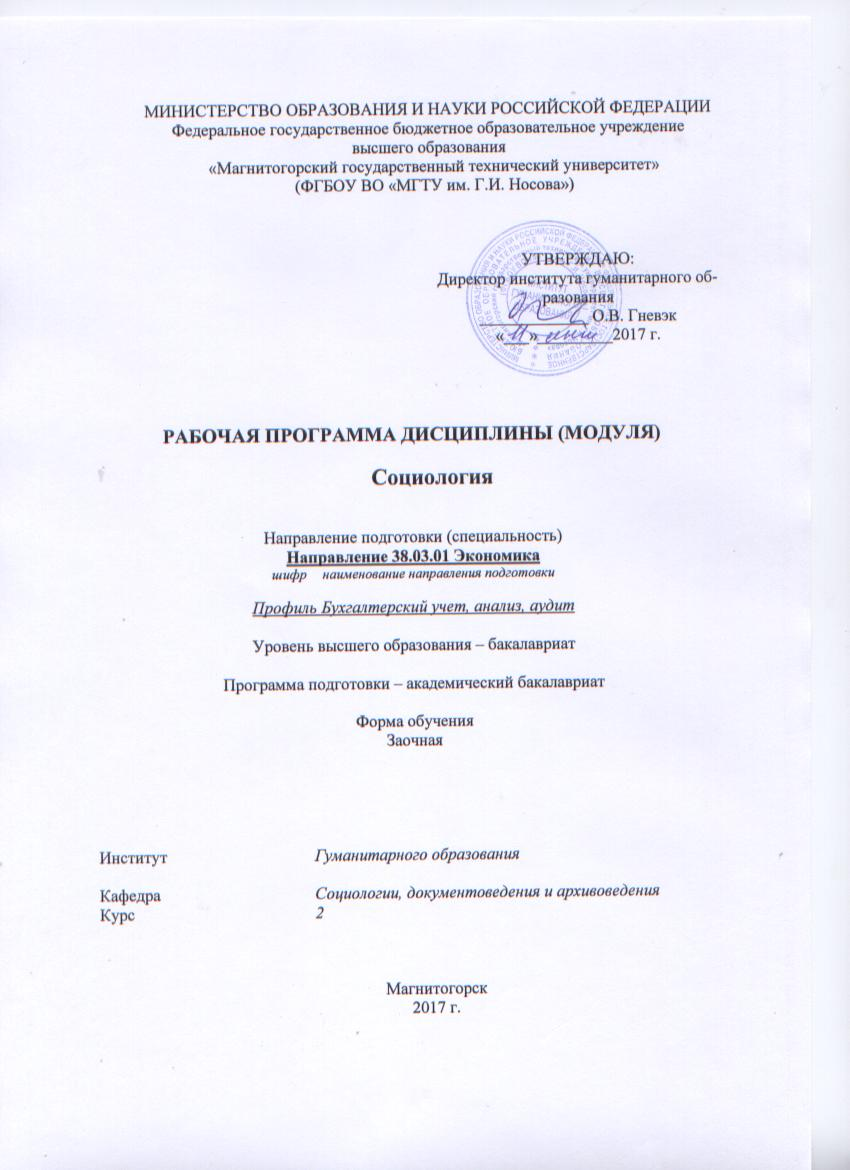 МИНИСТЕРСТВО ОБРАЗОВАНИЯ И НАУКИ РОССИЙСКОЙ ФЕДЕРАЦИИ
Федеральное государственное бюджетное образовательное учреждение
высшего образования
«Магнитогорский государственный технический университет»
(ФГБОУ ВО «МГТУ им. Г.И. Носова»)
УТВЕРЖДАЮ:
Директор института гуманитарного об-
разования
О.В. Гневэк
« 11 » 2017 г.
РАБОЧАЯ ПРОГРАММА ДИСЦИПЛИНЫ (МОДУЛЯ)
Социология
Направление подготовки (специальность)
Направление 38.03.01 Экономика
шифр наименование направления подготовки
Профиль Бухгалтерский учет, анализ, аудит
Уровень высшего образования – бакалавриат
Программа подготовки – академический бакалавриат
Форма обучения
Заочная
Институт Гуманитарного образования
Кафедра Социологии, документоведения и архивоведения
Курс 2
Магнитогорск
2017 г.